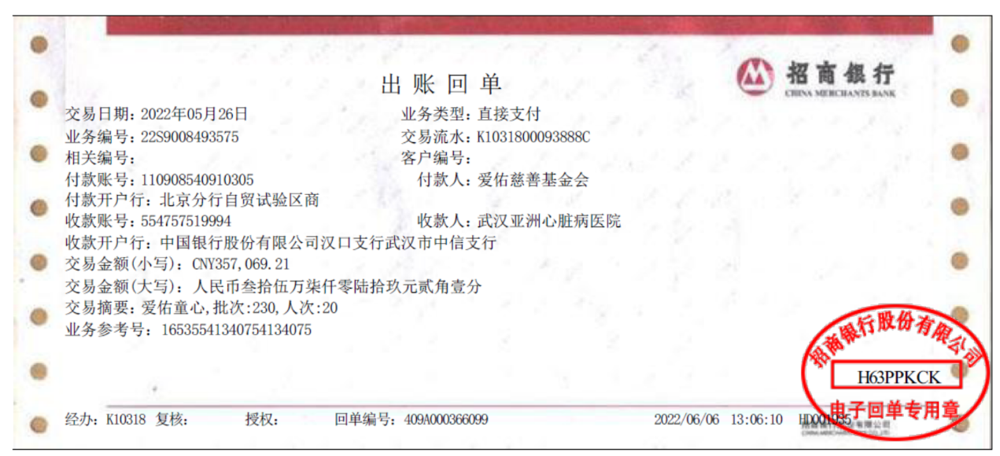 招商银行
CHINA MERCHANTS BANK
出账回单
交易日期：2022年05月26日 业务类型：直接支付
业务编号：22S9008493575 交易流水：K1031800093888C
相关编号： 客户编号：
付款账号：110908540910305 付款人：爱佑慈善基金会
付款开户行：北京分行自贸试验区商
收款账号：554757519994 收款人：武汉亚洲心脏病医院
收款开户行：中国银行股份有限公司汉口支行武汉市中信支行
交易金额(小写)：CNY357,069.21
交易金额(大写)：人民币叁拾伍万柒仟零陆拾玖元贰角壹分
交易摘要：爱佑童心,批次:230,人次:20
业务参考号：16535541340754134075
招商银行股份有限公司
H63PPKCK
电子回单专用章
经办：K10318 复核： 授权： 回单编号：409A000366099 2022/06/06 13:06:10 HD001935